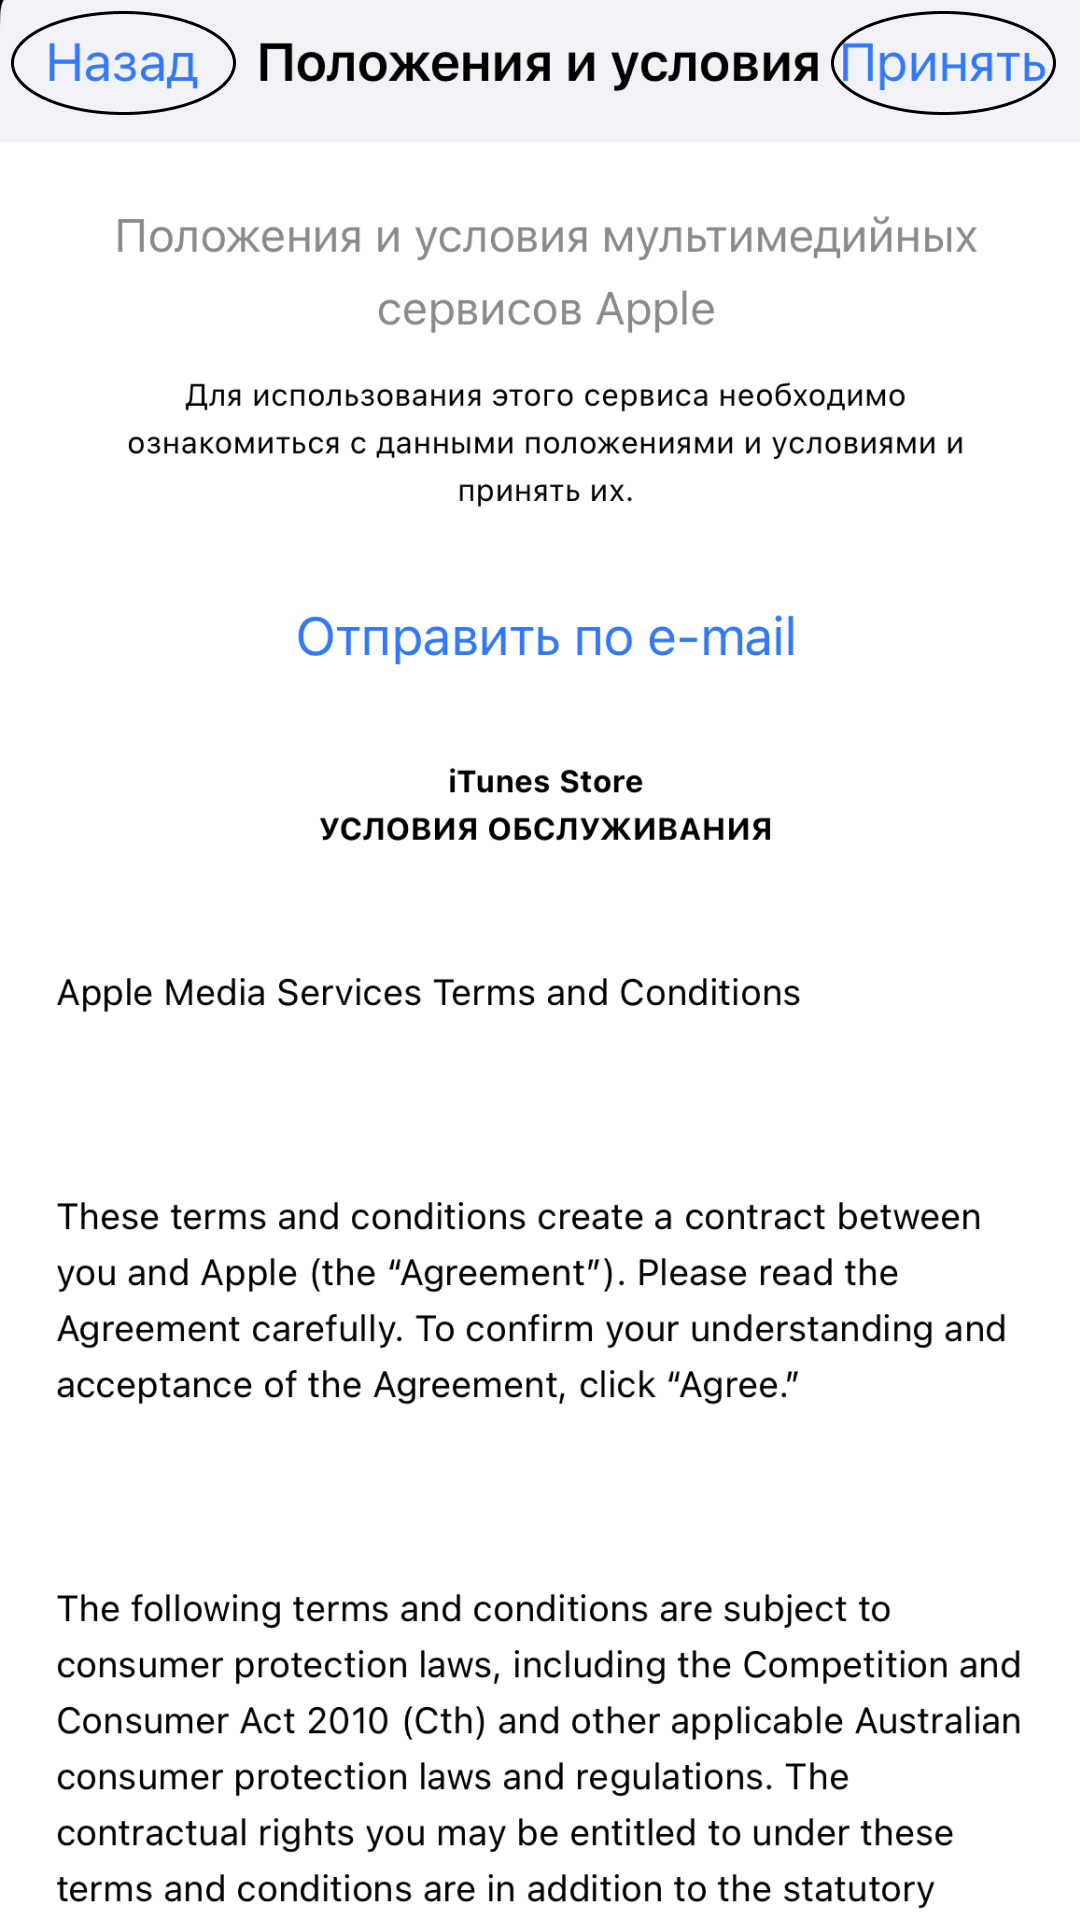 Назад Положения и условия Принять
Положения и условия мультимедийных
сервисов Apple
Для использования этого сервиса необходимо
ознакомиться с данными положениями и условиями и
принять их.
Отправить по e-mail
iTunes Store
УСЛОВИЯ ОБСЛУЖИВАНИЯ
Apple Media Services Terms and Conditions
These terms and conditions create a contract between
you and Apple (the “Agreement”). Please read the
Agreement carefully. To confirm your understanding and
acceptance of the Agreement, click “Agree.”
The following terms and conditions are subject to
consumer protection laws, including the Competition and
Consumer Act 2010 (Cth) and other applicable Australian
consumer protection laws and regulations. The
contractual rights you may be entitled to under these
terms and conditions are in addition to the statutory